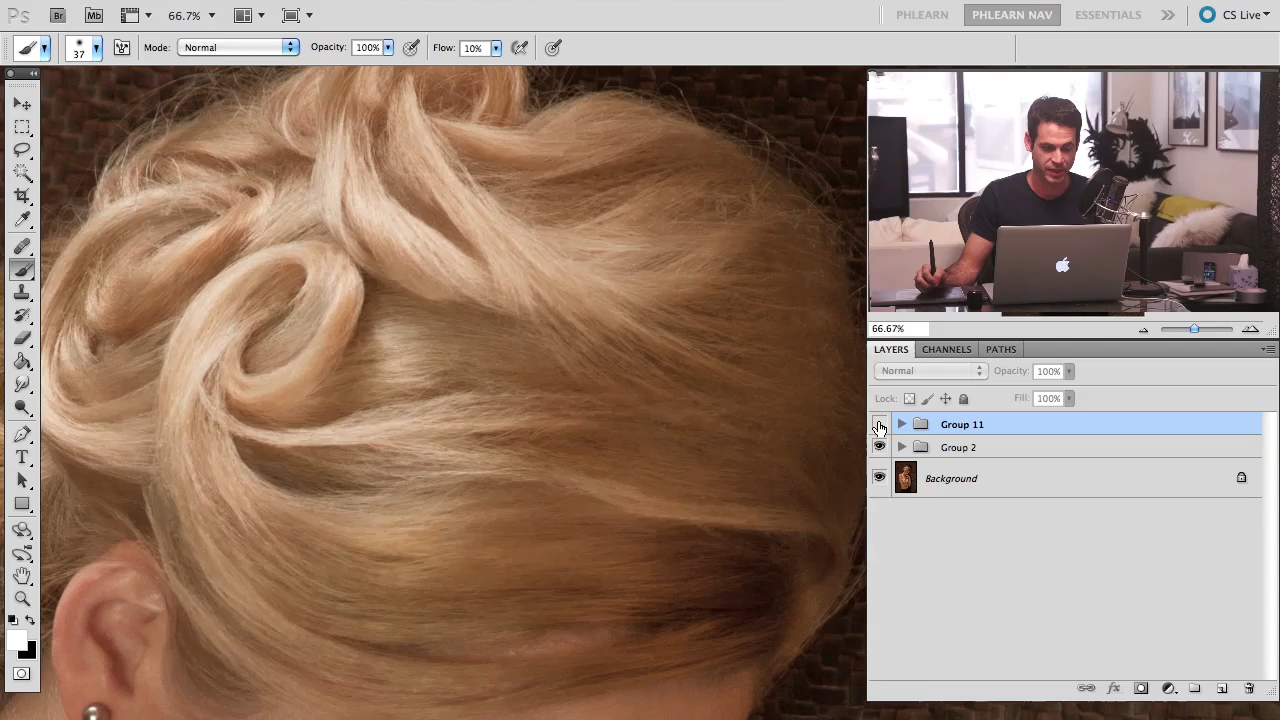 Ps Br Mb 66.7% PHLEARN PHLEARN NAV ESSENTIALS CS Live
37 Mode: Normal Opacity: 100% Flow: 10%
66.67%
LAYERS CHANNELS PATHS
Normal Opacity: 100%
Lock: Fill: 100%
Group 11
Group 2
Background
T
fx